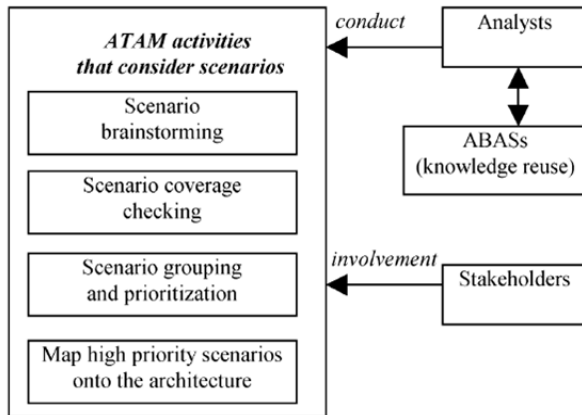 ATAM activities
that consider scenarios
Scenario
brainstorming
Scenario coverage
checking
Scenario grouping
and prioritization
Map high priority scenarios
onto the architecture
conduct
Analysts
ABASs
(knowledge reuse)
involvement
Stakeholders